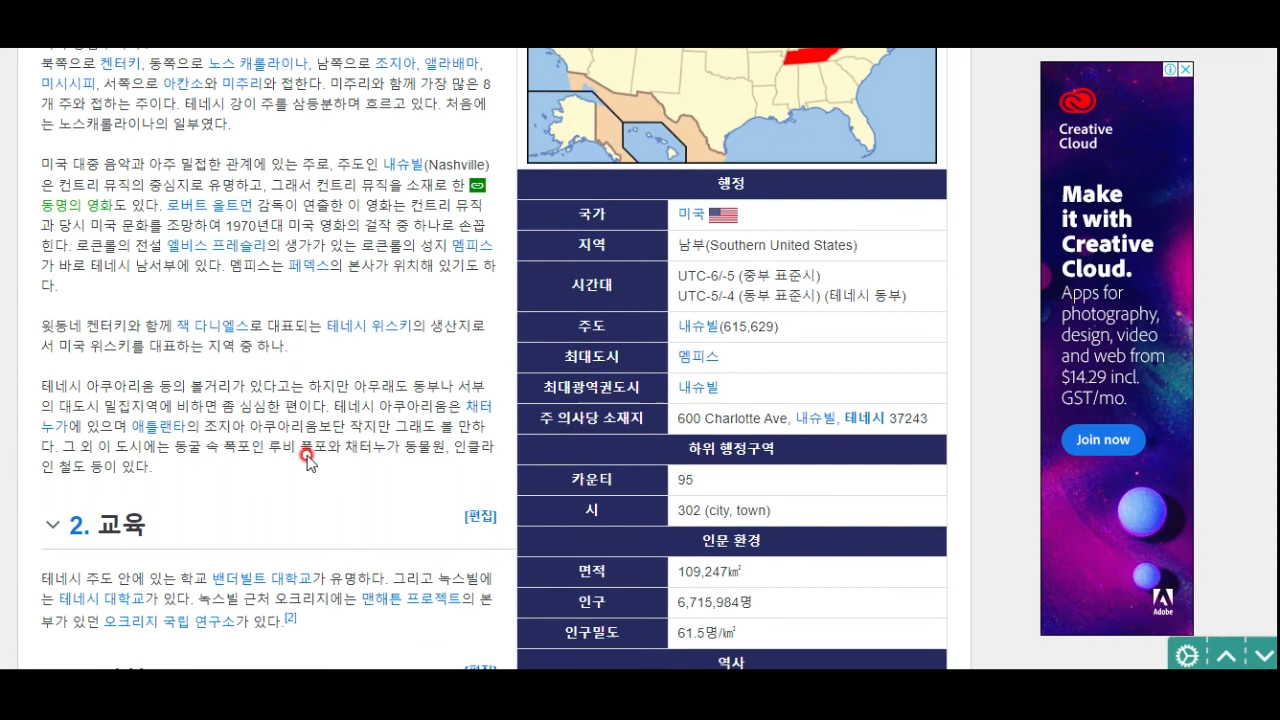 북쪽으로 켄터키, 동쪽으로 노스 캐롤라이나, 남쪽으로 조지아, 앨라배마,
미시시피, 서쪽으로 아칸소와 미주리와 접한다. 미주리와 함께 가장 많은 8
개 주와 접하는 주이다. 테네시 강이 주를 삼등분하며 흐르고 있다. 처음에
는 노스캐롤라이나의 일부였다.
미국 대중 음악과 아주 밀접한 관계에 있는 주로, 주도인 내슈빌(Nashville)
은 컨트리 뮤직의 중심지로 유명하고, 그래서 컨트리 뮤직을 소재로 한
동명의 영화도 있다. 로버트 올트먼 감독이 연출한 이 영화는 컨트리 뮤직
과 당시 미국 문화를 조망하여 1970년대 미국 영화의 걸작 중 하나로 손꼽
힌다. 로큰롤의 전설 엘비스 프레슬리의 생가가 있는 로큰롤의 성지 멤피스
가 바로 테네시 남서부에 있다. 멤피스는 페덱스의 본사가 위치해 있기도 하
다.
윗동네 켄터키와 함께 잭 다니엘스로 대표되는 테네시 위스키의 생산지로
서 미국 위스키를 대표하는 지역 중 하나.
테네시 아쿠아리움 등의 볼거리가 있다고는 하지만 아무래도 동부나 서부
의 대도시 밀집지역에 비하면 좀 심심한 편이다. 테네시 아쿠아리움은 채터
누가에 있으며 애틀랜타의 조지아 아쿠아리움보단 작지만 그래도 볼 만하
다. 그 외 이 도시에는 동굴 속 폭포인 루비 폭포와 채터누가 동물원, 인클라
인 철도 등이 있다.
2. 교육
[편집]
테네시 주도 안에 있는 학교 밴더빌트 대학교가 유명하다. 그리고 녹스빌에
는 테네시 대학교가 있다. 녹스빌 근처 오크리지에는 맨해튼 프로젝트의 본
부가 있던 오크리지 국립 연구소가 있다.[2]
행정
국가 미국
지역 남부(Southern United States)
시간대 UTC-6/-5 (중부 표준시)
UTC-5/-4 (동부 표준시) (테네시 동부)
주도 내슈빌(615,629)
최대도시 멤피스
최대광역권도시 내슈빌
주 의사당 소재지 600 Charlotte Ave, 내슈빌, 테네시 37243
하위 행정구역
카운티 95
시 302 (city, town)
인문 환경
면적 109,247㎢
인구 6,715,984명
인구밀도 61.5명/㎢
역사
Creative
Cloud
Make
it with
Creative
Cloud.
Apps for
photography,
design, video
and web from
$14.29 incl.
GST/mo.
Join now
Adobe